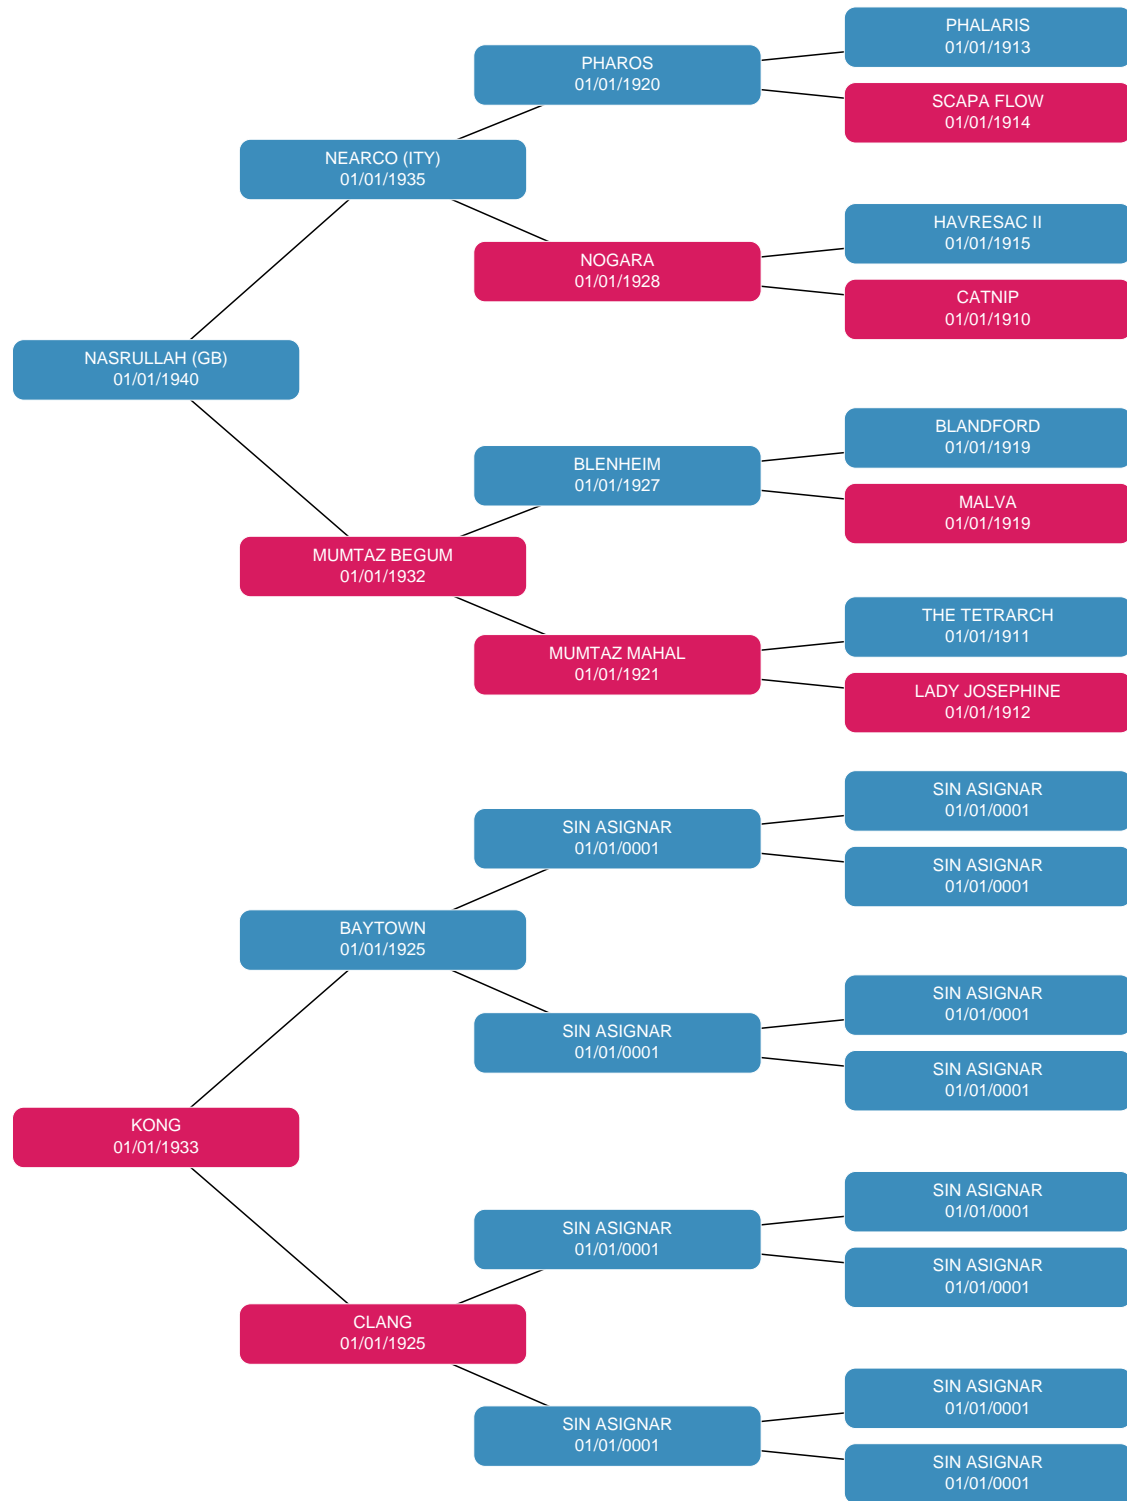 PHALARIS
01/01/1913
PHAROS
01/01/1920
SCAPA FLOW
01/01/1914
NEARCO (ITY)
01/01/1935
HAVRESAC II
01/01/1915
NOGARA
01/01/1928
CATNIP
01/01/1910
NASRULLAH (GB)
01/01/1940
BLANDFORD
01/01/1919
BLENHEIM
01/01/1927
MALVA
01/01/1919
MUMTAZ BEGUM
01/01/1932
THE TETRARCH
01/01/1911
MUMTAZ MAHAL
01/01/1921
LADY JOSEPHINE
01/01/1912
SIN ASIGNAR
01/01/0001
SIN ASIGNAR
01/01/0001
SIN ASIGNAR
01/01/0001
BAYTOWN
01/01/1925
SIN ASIGNAR
01/01/0001
SIN ASIGNAR
01/01/0001
SIN ASIGNAR
01/01/0001
KONG
01/01/1933
SIN ASIGNAR
01/01/0001
SIN ASIGNAR
01/01/0001
SIN ASIGNAR
01/01/0001
CLANG
01/01/1925
SIN ASIGNAR
01/01/0001
SIN ASIGNAR
01/01/0001
SIN ASIGNAR
01/01/0001